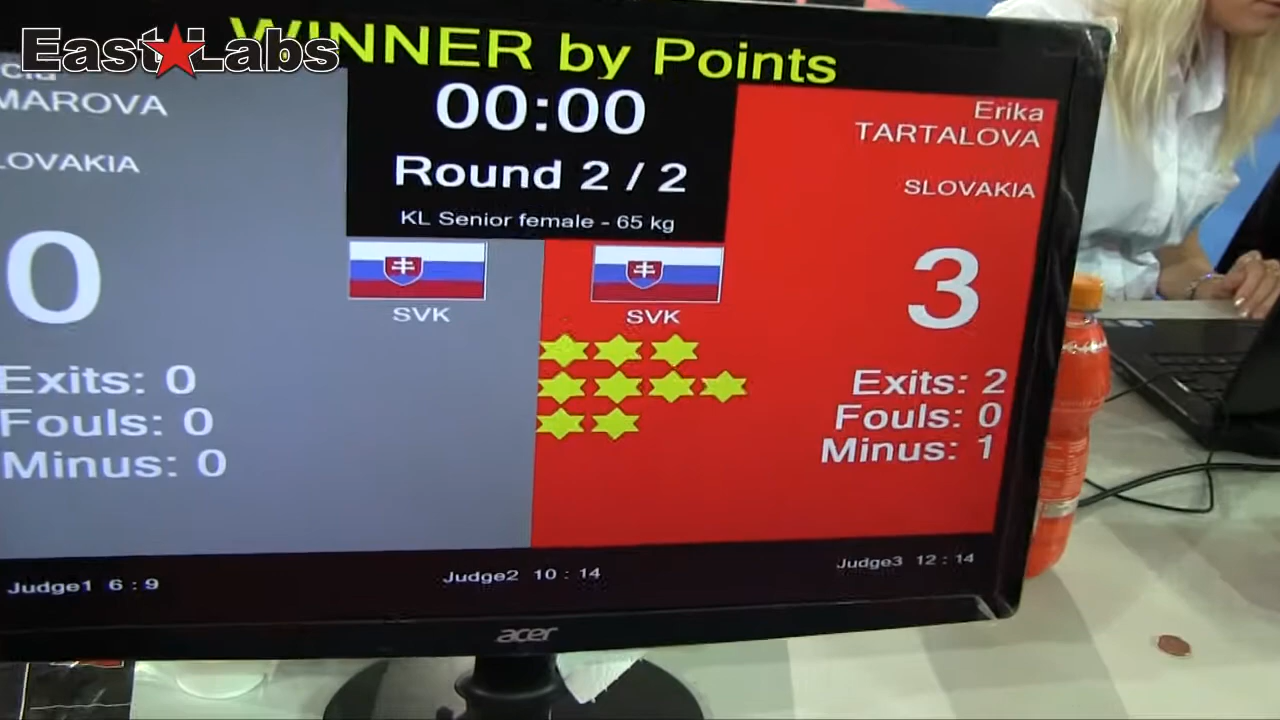 East Labs
WINNER by Points
MAROVA
LOVAKIA
0
Exits: 0
Fouls: 0
Minus: 0
00:00
Round 2 / 2
KL Senior female - 65 kg
SVK
SVK
Erika
TARTALOVA
SLOVAKIA
3
Exits: 2
Fouls: 0
Minus: 1
Judge1 6 : 9
Judge2 10 : 14
Judge3 12 : 14
acer